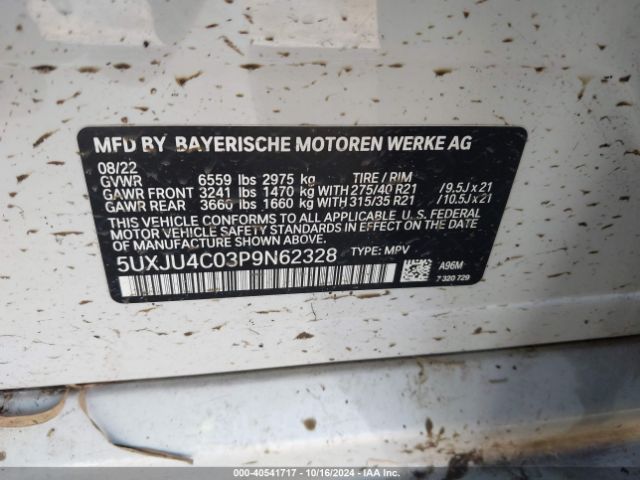 MFD BY BAYERISCHE MOTOREN WERKE AG
08/22
GVWR 6559 lbs 2975 kg TIRE / RIM
GAWR FRONT 3241 lbs 1470 kg WITH 275/40 R21 /9.5J x 21
GAWR REAR 3660 lbs 1660 kg WITH 315/35 R21 /10.5J x 21
THIS VEHICLE CONFORMS TO ALL APPLICABLE U. S. FEDERAL
MOTOR VEHICLE SAFETY STANDARDS IN EFFECT ON THE
DATE OF MANUFACTURE SHOWN ABOVE.
5UXJU4C03P9N62328 TYPE: MPV
A96M
7 320 729
000-40541717 - 10/16/2024 - IAAI.COM